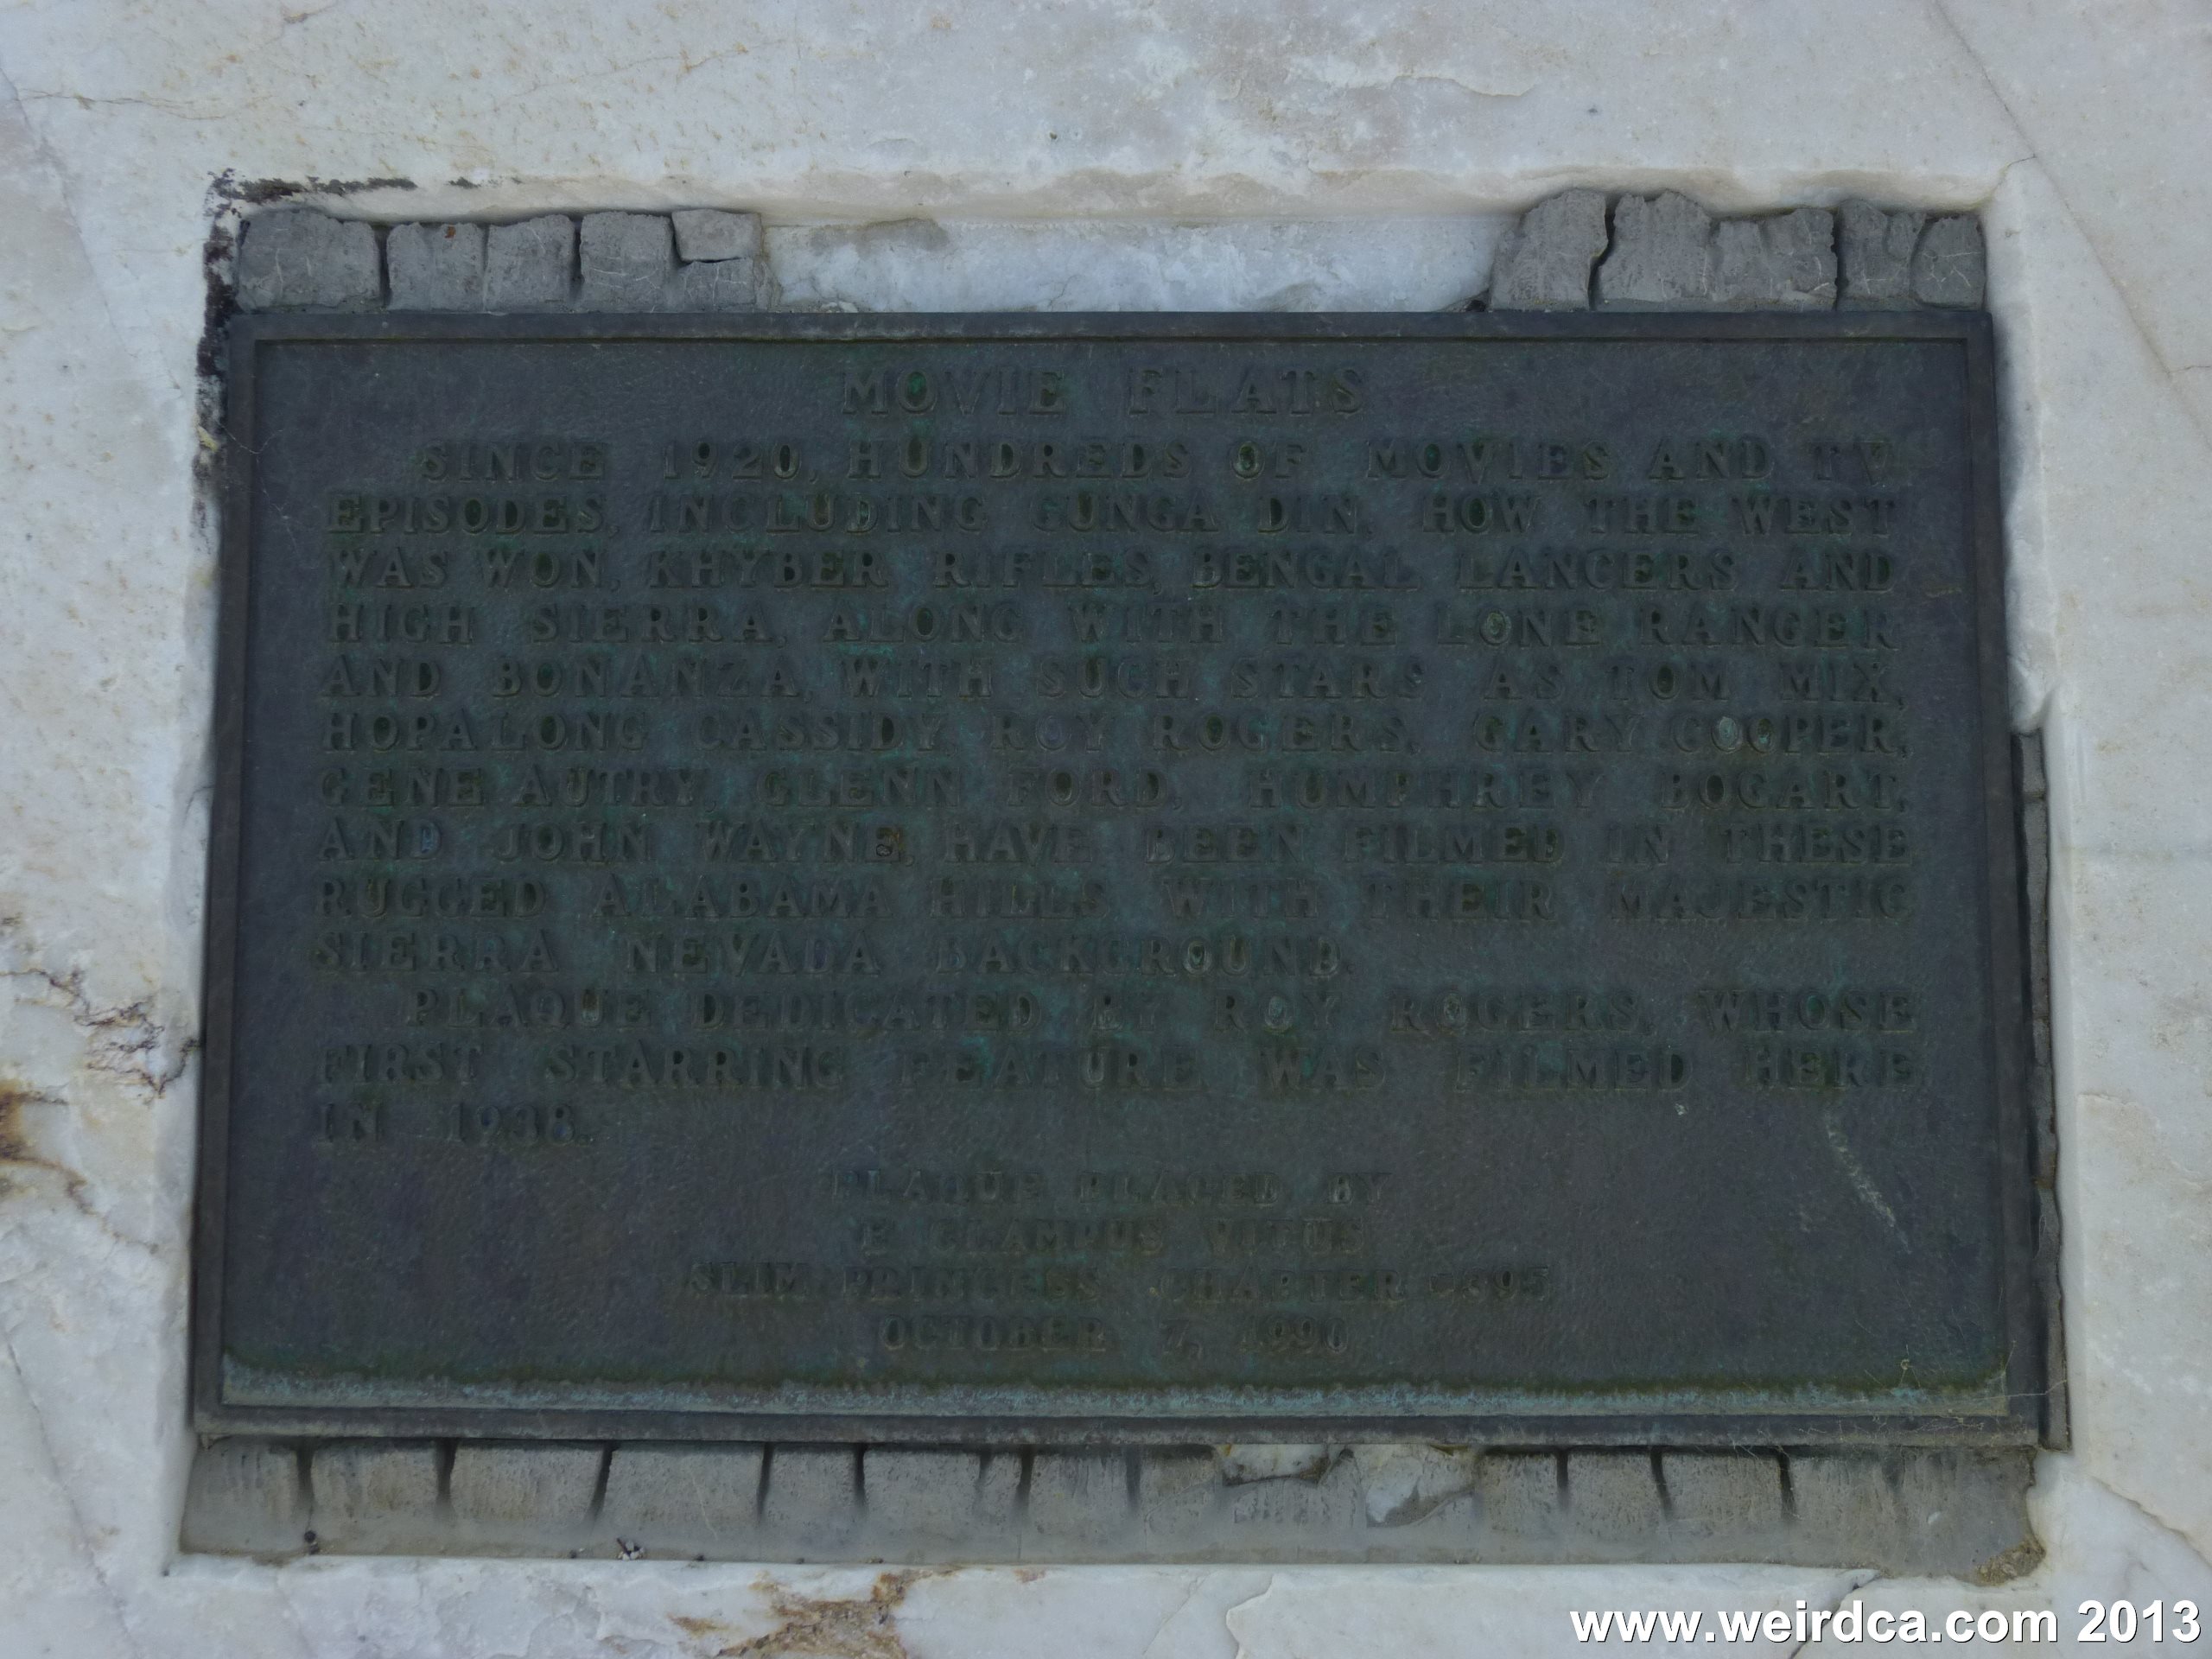 MOVIE FLATS
SINCE 1920, HUNDREDS OF MOVIES AND TV
EPISODES, INCLUDING GUNGA DIN, HOW THE WEST
WAS WON, KHYBER RIFLES, BENGAL LANCERS AND
HIGH SIERRA, ALONG WITH THE LONE RANGER
AND BONANZA, WITH SUCH STARS AS TOM MIX,
HOPALONG CASSIDY, ROY ROGERS, GARY COOPER,
GENE AUTRY, GLENN FORD, HUMPHREY BOGART,
AND JOHN WAYNE, HAVE BEEN FILMED IN THESE
RUGGED ALABAMA HILLS WITH THEIR MAJESTIC
SIERRA NEVADA BACKGROUND.
PLAQUE DEDICATED BY ROY ROGERS, WHOSE
FIRST STARRING FEATURE WAS FILMED HERE
IN 1938.
PLAQUE PLACED BY
E CLAMPUS VITUS
SLIM PRINCESS CHAPTER
OCTOBER 7, 1990
www.weirdca.com 2013